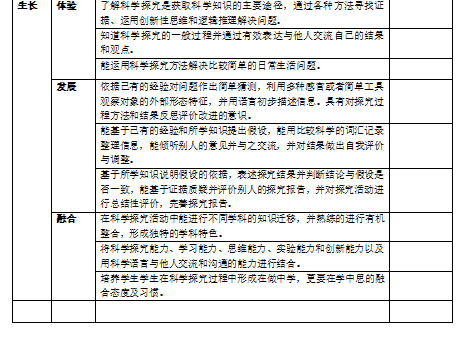 生长 体验 了解科学探究是获取科学知识的主要途径，通过各种方法寻找证
据、运用创新性思维和逻辑推理解决问题。
知道科学探究的一般过程并通过有效表达与他人交流自己的结果
和观点。
能运用科学探究方法解决比较简单的日常生活问题。
发展 依据已有的经验对问题作出简单猜测，利用多种感官或者简单工具
观察对象的外部形态特征，并用语言初步描述信息。具有对探究过
程方法和结果反思评价改进的意识。
能基于已有的经验和所学知识提出假设，能用比较科学的词汇记录
整理信息，能倾听别人的意见并与之交流，并对结果做出自我评价
与调整。
基于所学知识说明假设的依据，表述探究结果并判断结论与假设是
否一致，能基于证据质疑并评价别人的探究报告，并对探究活动进
行总结性评价，完善探究报告。
融合 在科学探究活动中能进行不同学科的知识迁移，并熟练的进行有机
整合，形成独特的学科特色。
将科学探究能力、学习能力、思维能力、实验能力和创新能力以及
用科学语言与他人交流和沟通的能力进行结合。
培养学生学生在科学探究过程中形成在做中学，更要在学中思的融
合态度及习惯。